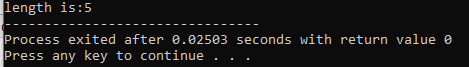 length is:5
--------------------------------
Process exited after 0.02503 seconds with return value 0
Press any key to continue . . .